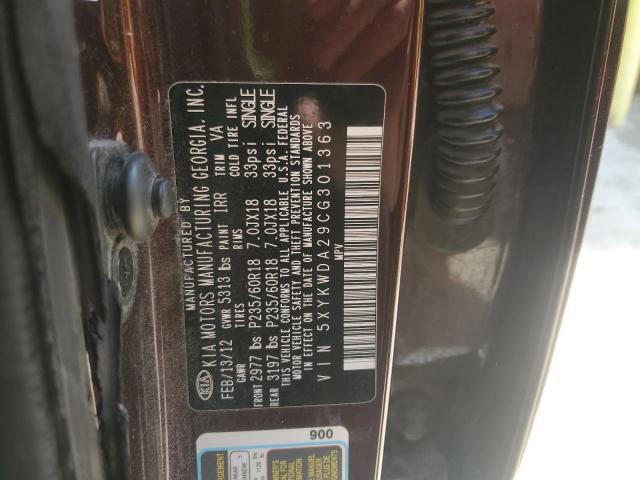 MANUFACTURED BY
KIA KIA MOTORS MANUFACTURING GEORGIA. INC.
FEB/13/12 GVWR 5313 lbs PAINT IRR TRIM VA
GAWR TIRES RIMS COLD TIRE INFL
FRONT 2977 lbs P235/60R18 7.0JX18 33psi SINGLE
REAR 3197 lbs P235/60R18 7.0JX18 33psi SINGLE
THIS VEHICLE CONFORMS TO ALL APPLICABLE U.S.A. FEDERAL
MOTOR VEHICLE SAFETY AND THEFT PREVENTION STANDARDS
IN EFFECT ON THE DATE OF MANUFACTURE SHOWN ABOVE
VIN 5XYKWDA29CG301363
MPV
900